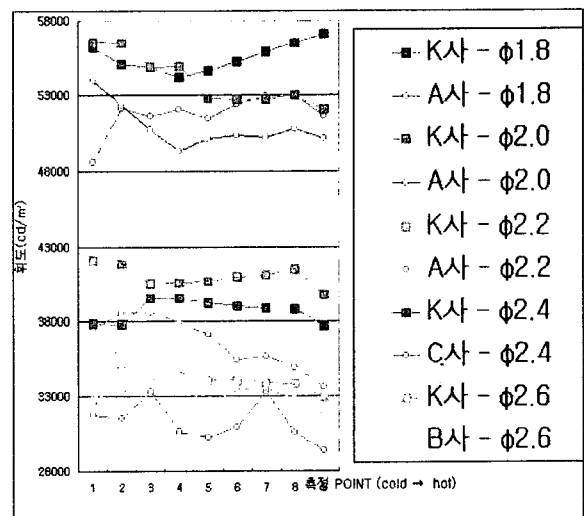 58000
53000
48000
43000
38000
33000
28000
휘도(cd/㎡)
1 2 3 4 5 6 7 8 측정 POINT (cold → hot)
K사 - ϕ1.8
A사 - ϕ1.8
K사 - ϕ2.0
A사 - ϕ2.0
K사 - ϕ2.2
A사 - ϕ2.2
K사 - ϕ2.4
C사 - ϕ2.4
K사 - ϕ2.6
B사 - ϕ2.6